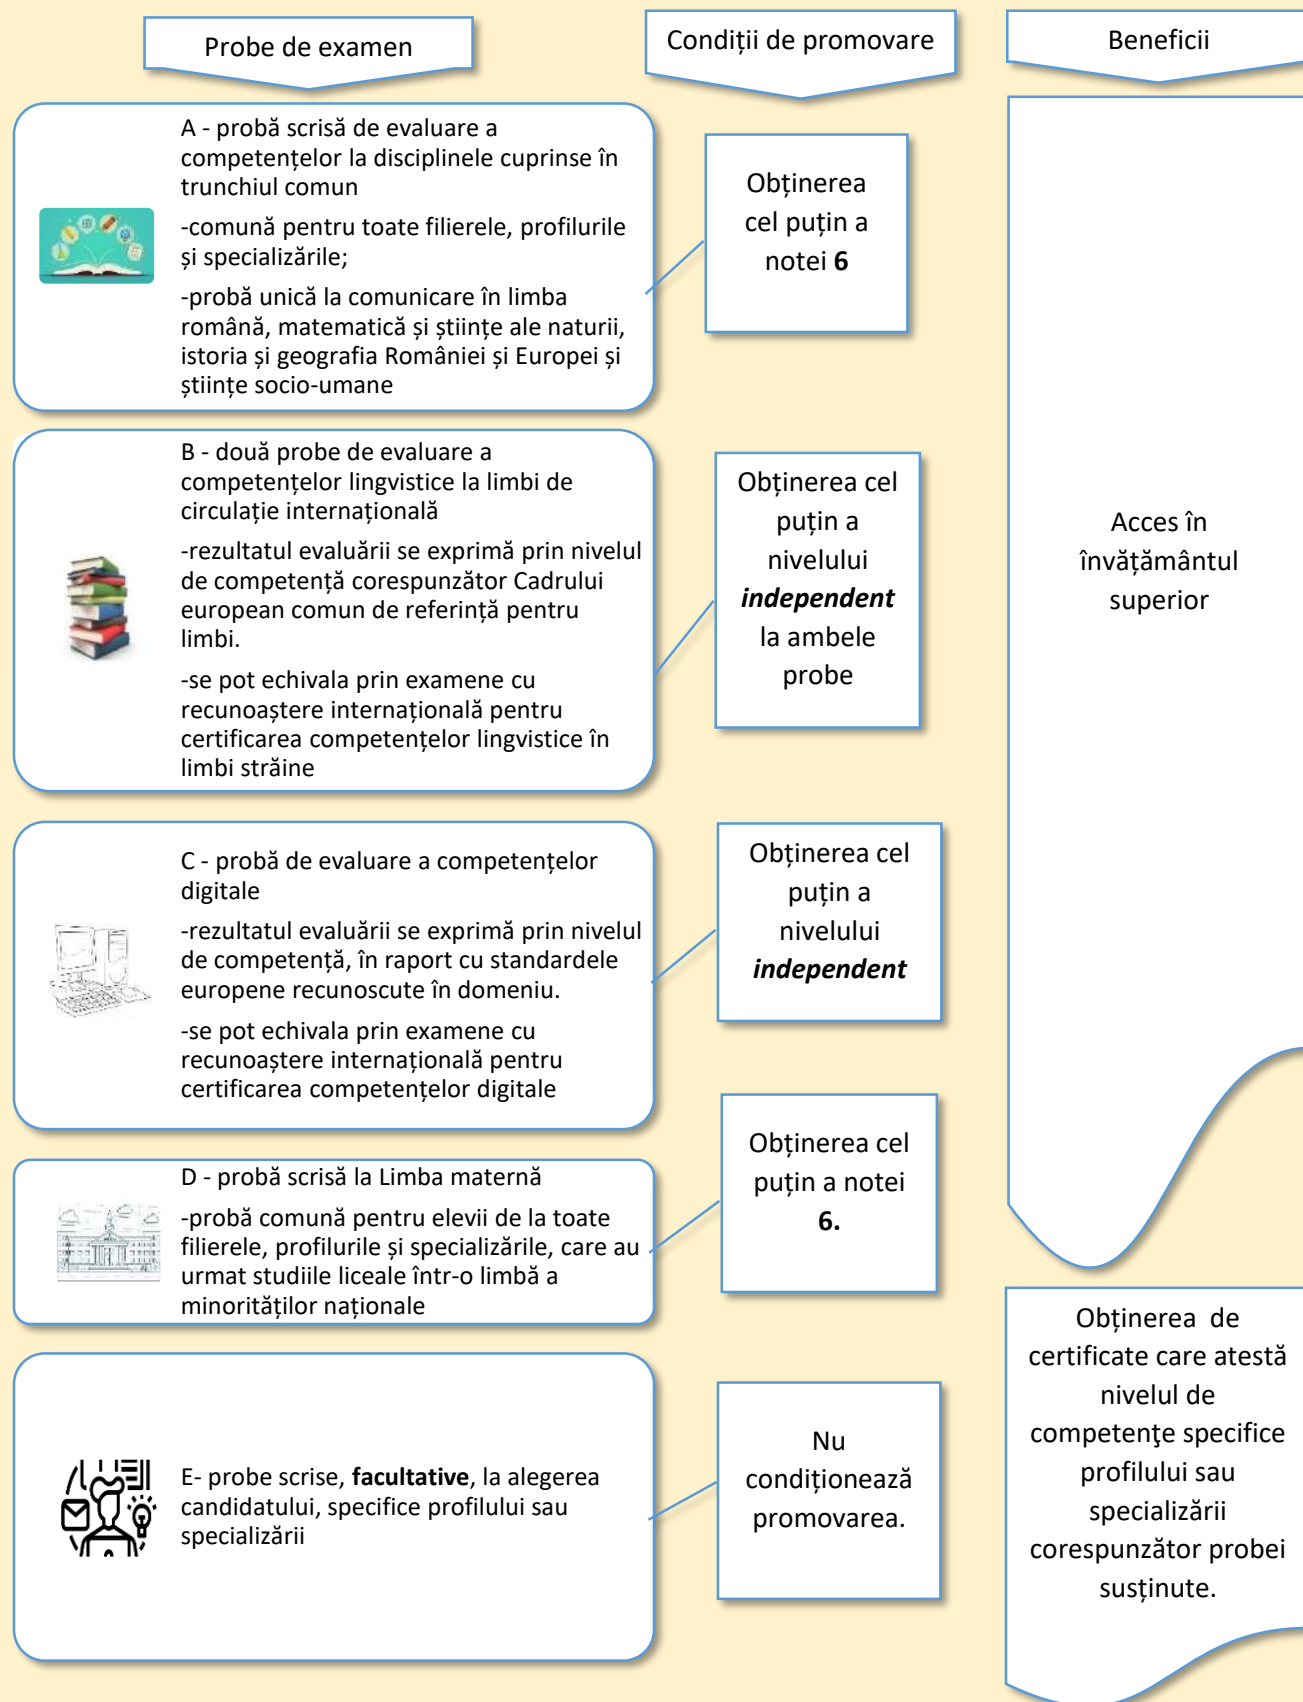 Probe de examen
Condiții de promovare
Beneficii
A - probă scrisă de evaluare a
competențelor la disciplinele cuprinse în
trunchiul comun
-comună pentru toate filierele, profilurile
și specializările;
-probă unică la comunicare în limba
română, matematică și științe ale naturii,
istoria și geografia României și Europei și
științe socio-umane
Obținerea
cel puțin a
notei 6
B - două probe de evaluare a
competențelor lingvistice la limbi de
circulație internațională
-rezultatul evaluării se exprimă prin nivelul
de competență corespunzător Cadrului
european comun de referință pentru
limbi.
-se pot echivala prin examene cu
recunoaștere internațională pentru
certificarea competențelor lingvistice în
limbi străine
Obținerea cel
puțin a
nivelului
independent
la ambele
probe
C - probă de evaluare a competențelor
digitale
-rezultatul evaluării se exprimă prin nivelul
de competență, în raport cu standardele
europene recunoscute în domeniu.
-se pot echivala prin examene cu
recunoaștere internațională pentru
certificarea competențelor digitale
Obținerea cel
puțin a
nivelului
independent
D - probă scrisă la Limba maternă
-probă comună pentru elevii de la toate
filierele, profilurile și specializările, care au
urmat studiile liceale într-o limbă a
minorităților naționale
Obținerea cel
puțin a notei
6.
Acces în
învățământul
superior
E- probe scrise, facultative, la alegerea
candidatului, specifice profilului sau
specializării
Nu
condiționează
promovarea.
Obținerea  de
certificate care atestă
nivelul de
competenţe specifice
profilului sau
specializării
corespunzător probei
susținute.